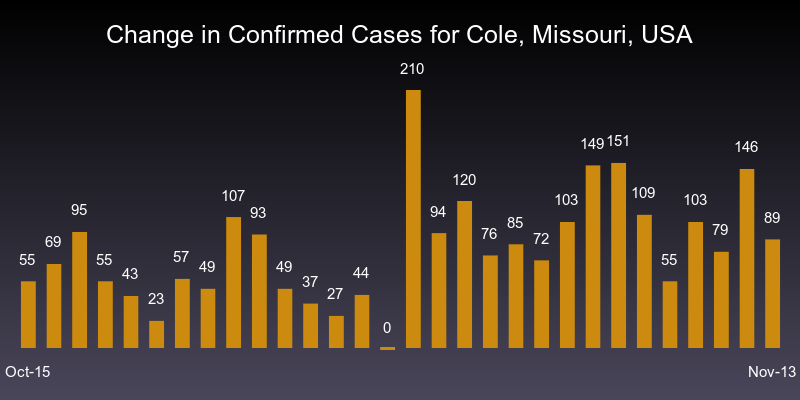 Change in Confirmed Cases for Cole, Missouri, USA
55 69 95 55 43 23 57 49 107 93 49 37 27 44 0 210 94 120 76 85 72 103 149 151 109 55 103 79 146 89
Oct-15 Nov-13